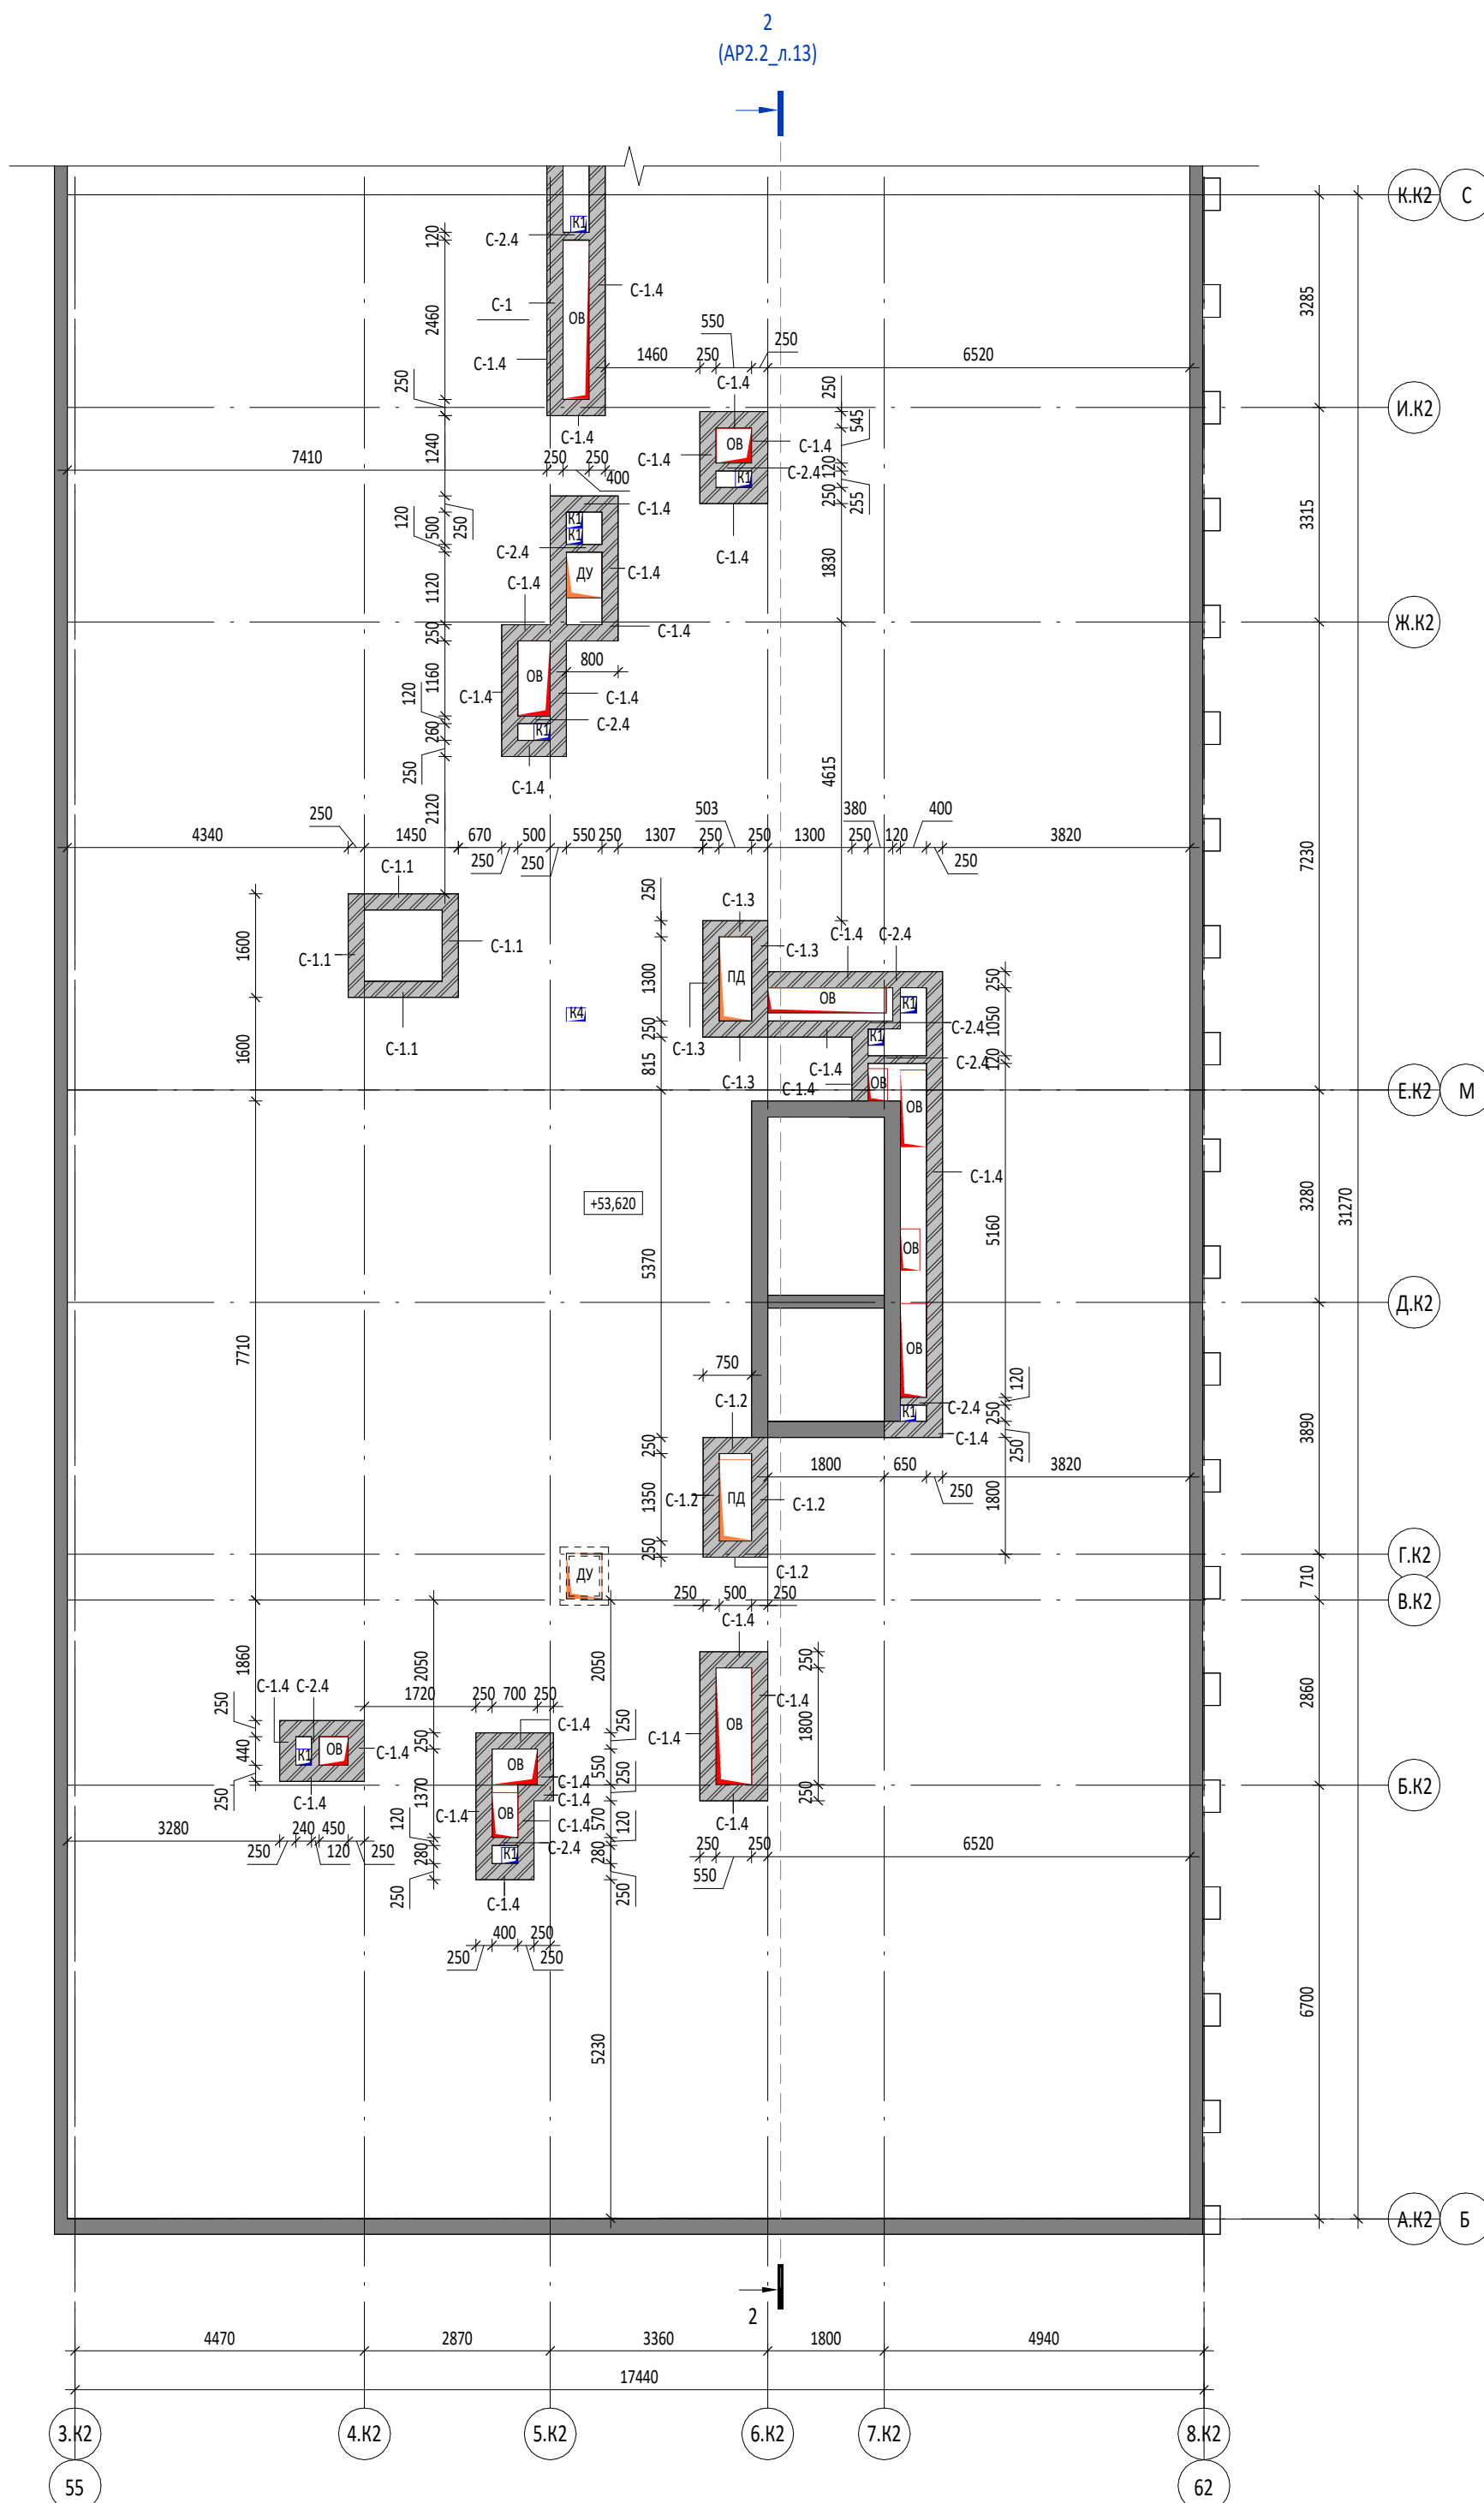 2
(АР2.2_л.13)
К.К2
С
К1
С-2.4
120
С-1.4
С-1
2460
ОВ
3285
550
250
1460
250
6520
С-1.4
С-1.4
250
250
И.К2
545
С-1.4
ОВ
С-1.4
С-1.4
1240
7410
250
250
400
120
С-2.4
К1
250
255
С-1.4
3315
120
500
250
К1
К1
С-2.4
С-1.4
1830
ДУ
С-1.4
С-1.4
1120
Ж.К2
250
С-1.4
800
ОВ
1160
С-1.4
С-1.4
120
С-2.4
260
К1
250
С-1.4
2120
4615
250
503
380
400
4340
1450
670
500
550
250
1307
250
250
1300
250
120
3820
250
250
250
7230
С-1.1
250
С-1.3
С-1.4
С-2.4
1600
С-1.1
С-1.1
С-1.3
1300
ПД
250
ОВ
К1
К4
1050
С-2.4
К1
1600
С-1.1
250
С-1.3
С-1.4
815
С-2.4
120
С-1.3
С-1.4
ОВ
Е.К2
М
ОВ
С-1.4
+53,620
3280
31270
5370
5160
ОВ
Д.К2
7710
ОВ
750
120
С-1.2
К1
С-2.4
250
С-1.4
250
3890
250
1800
650
3820
250
1350
С-1.2
ПД
С-1.2
1800
250
Г.К2
ДУ
С-1.2
710
250
500
250
В.К2
С-1.4
1860
2050
2050
250
С-1.4
С-2.4
1720
250
700
250
С-1.4
2860
250
С-1.4
250
250
440
К1
ОВ
С-1.4
ОВ
С-1.4
ОВ
1800
С-1.4
550
250
250
С-1.4
1370
С-1.4
250
Б.К2
С-1.4
ОВ
С-1.4
570
С-1.4
3280
240
450
120
120
250
120
250
280
К1
С-2.4
280
250
250
6520
550
250
С-1.4
250
400
250
250
250
6700
5230
А.К2
Б
2
4470
2870
3360
1800
4940
17440
3.К2
4.К2
5.К2
6.К2
7.К2
8.К2
55
62